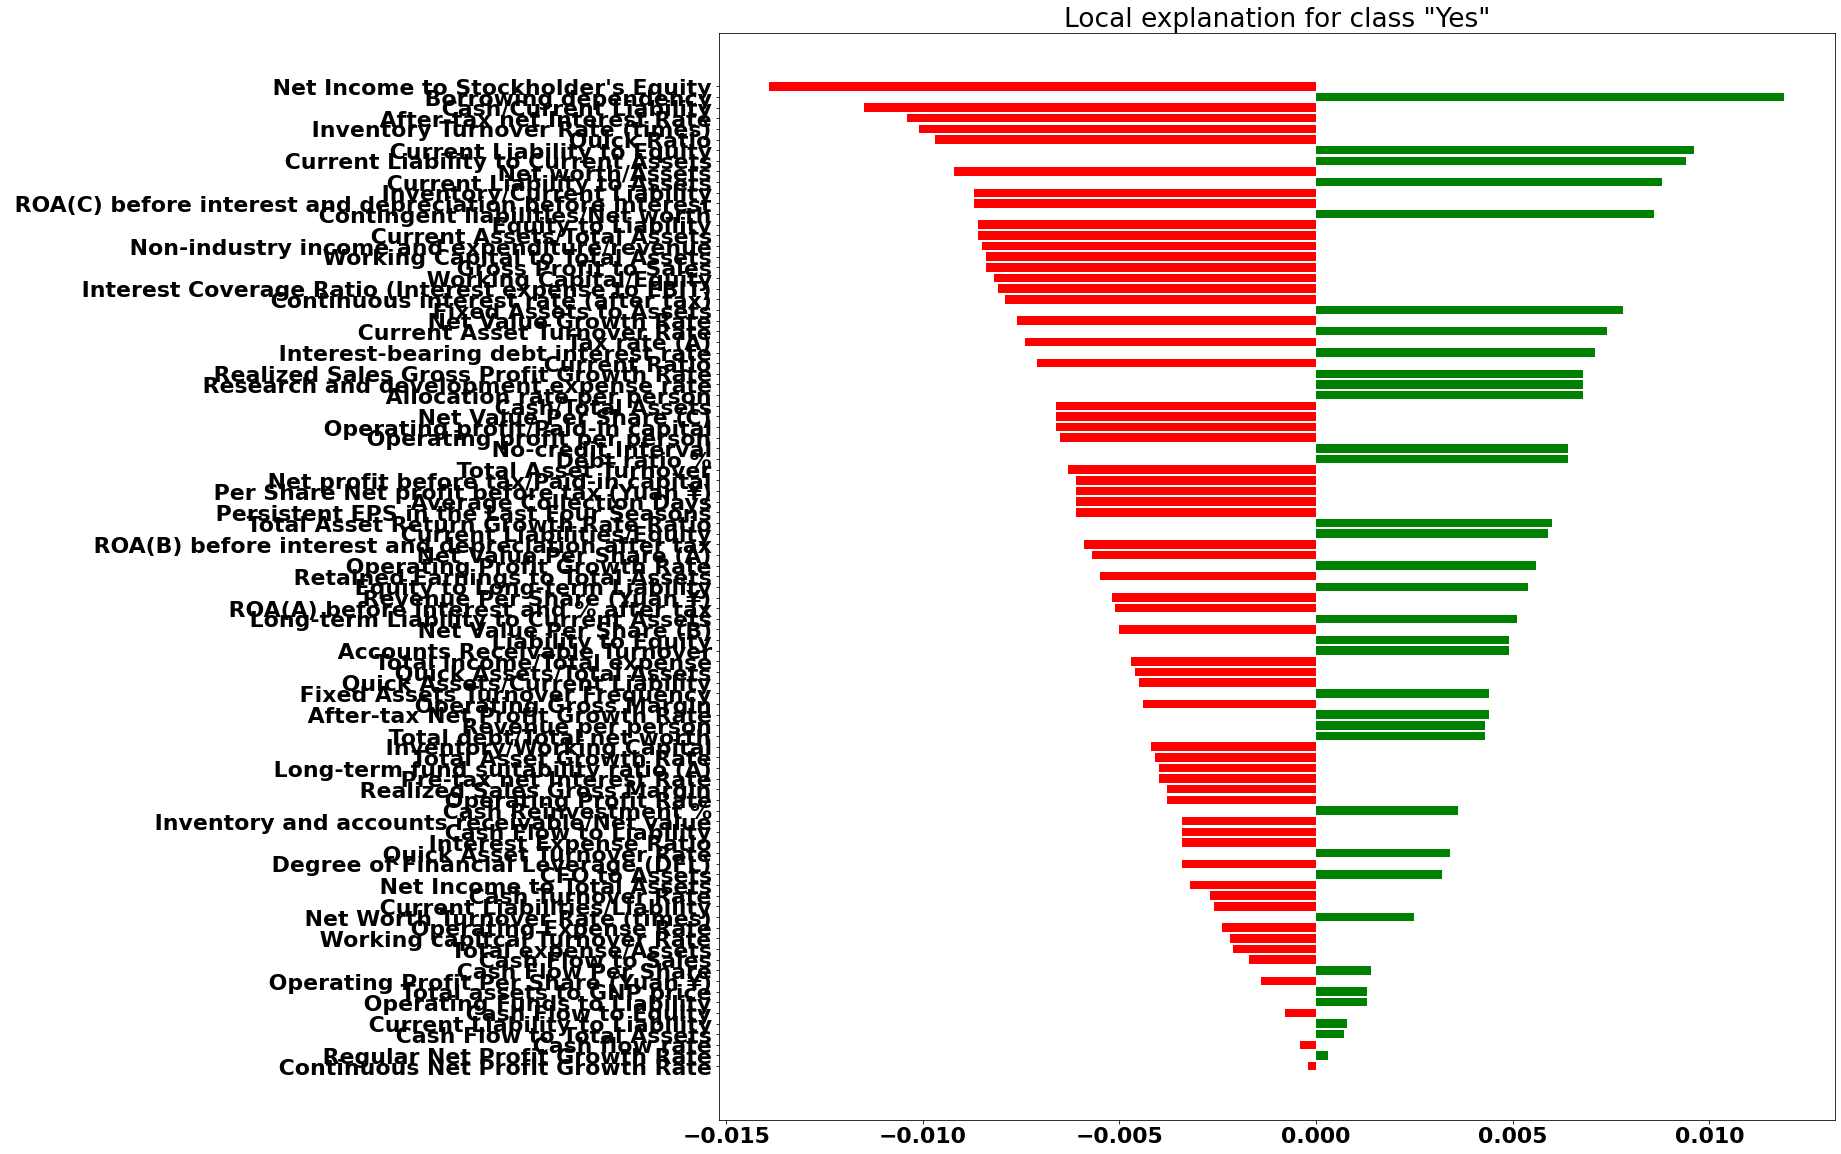 Local explanation for class "Yes"
Net Income to Stockholder's Equity
Borrowing dependency
Cash/Current Liability
After-tax net Interest Rate
Inventory Turnover Rate (times)
Quick Ratio
Current Liability to Equity
Current Liability to Current Assets
Net worth/Assets
Current Liability to Assets
Inventory/Current Liability
ROA(C) before interest and depreciation before interest
Contingent liabilities/Net worth
Equity to Liability
Current Assets/Total Assets
Non-industry income and expenditure/revenue
Working Capital to Total Assets
Gross Profit to Sales
Working Capital/Equity
Interest Coverage Ratio (Interest expense to EBIT)
Continuous interest rate (after tax)
Fixed Assets to Assets
Net Value Growth Rate
Current Asset Turnover Rate
Tax rate (A)
Interest-bearing debt interest rate
Current Ratio
Realized Sales Gross Profit Growth Rate
Research and development expense rate
Allocation rate per person
Cash/Total Assets
Net Value Per Share (C)
Operating profit/Paid-in capital
Operating profit per person
No-credit Interval
Debt ratio %
Total Asset Turnover
Net profit before tax/Paid-in capital
Per Share Net profit before tax (Yuan ¥)
Average Collection Days
Persistent EPS in the Last Four Seasons
Total Asset Return Growth Rate Ratio
Current Liabilities/Equity
ROA(B) before interest and depreciation after tax
Net Value Per Share (A)
Operating Profit Growth Rate
Retained Earnings to Total Assets
Equity to Long-term Liability
Revenue Per Share (Yuan ¥)
ROA(A) before interest and % after tax
Long-term Liability to Current Assets
Net Value Per Share (B)
Liability to Equity
Accounts Receivable Turnover
Total income/Total expense
Quick Assets/Total Assets
Quick Assets/Current Liability
Fixed Assets Turnover Frequency
Operating Gross Margin
After-tax Net Profit Growth Rate
Revenue per person
Total debt/Total net worth
Inventory/Working Capital
Total Asset Growth Rate
Long-term fund suitability ratio (A)
Pre-tax net Interest Rate
Realized Sales Gross Margin
Operating Profit Rate
Cash Reinvestment %
Inventory and accounts receivable/Net value
Cash Flow to Liability
Interest Expense Ratio
Quick Asset Turnover Rate
Degree of Financial Leverage (DFL)
CFO to Assets
Net Income to Total Assets
Cash Turnover Rate
Current Liabilities/Liability
Net Worth Turnover Rate (times)
Operating Expense Rate
Working capitcal Turnover Rate
Total expense/Assets
Cash Flow to Sales
Cash Flow Per Share
Operating Profit Per Share (Yuan ¥)
Total assets to GNP price
Operating Funds to Liability
Cash Flow to Equity
Current Liability to Liability
Cash Flow to Total Assets
Cash flow rate
Regular Net Profit Growth Rate
Continuous Net Profit Growth Rate
−0.015 −0.010 −0.005 0.000 0.005 0.010